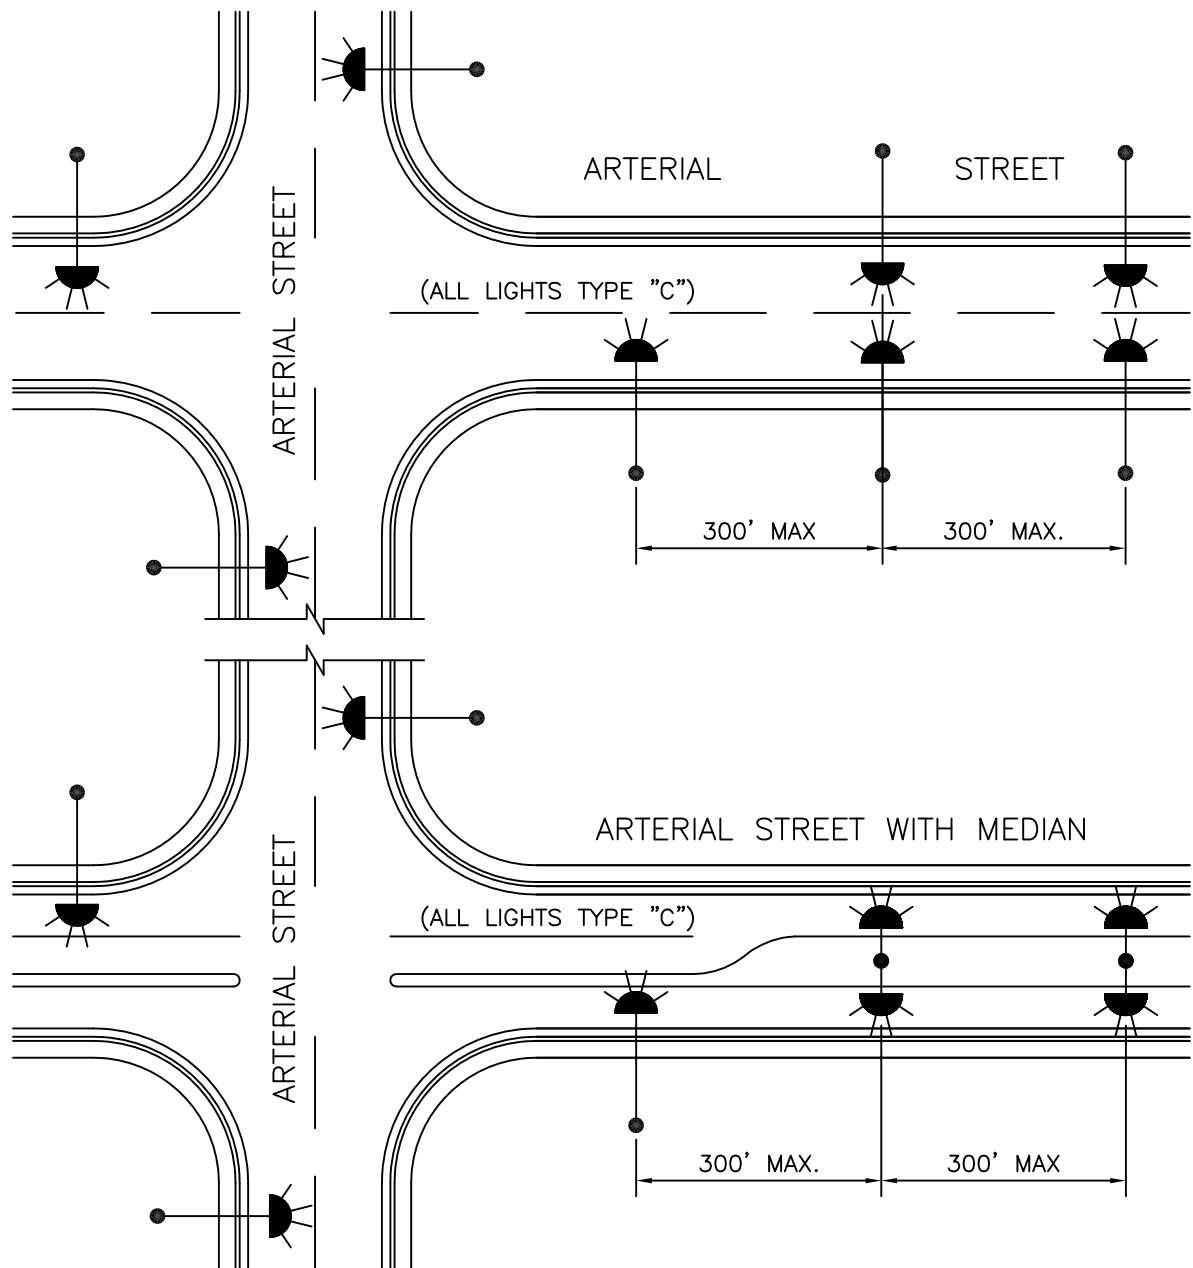 ARTERIAL STREET
ARTERIAL STREET
(ALL LIGHTS TYPE "C")
300' MAX
300' MAX.
ARTERIAL STREET WITH MEDIAN
ARTERIAL STREET
(ALL LIGHTS TYPE "C")
300' MAX.
300' MAX